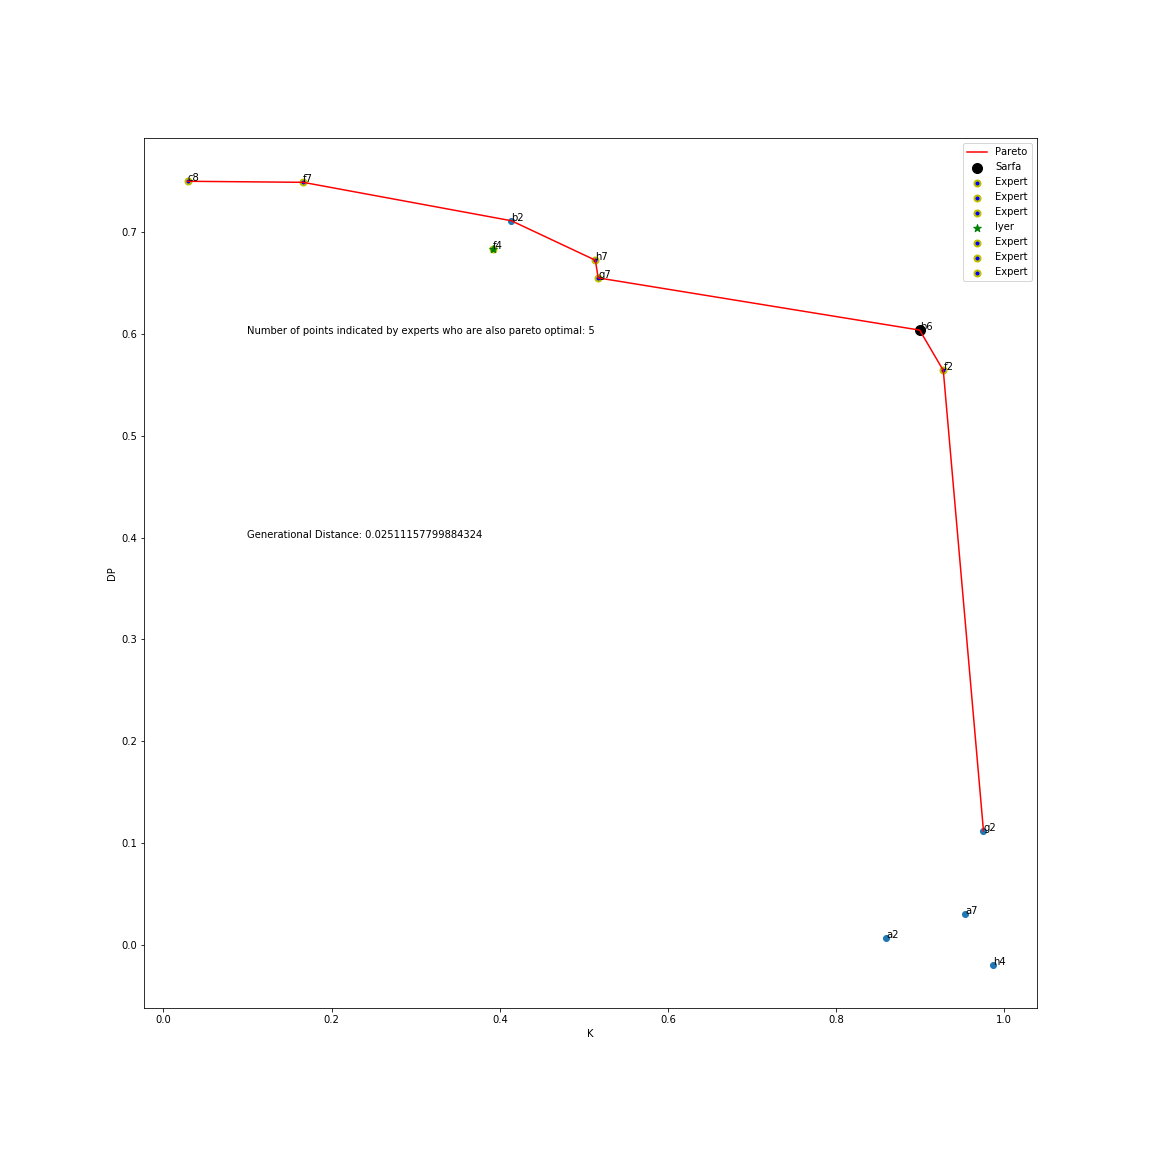 Pareto
Sarfa
Expert
Expert
Expert
Iyer
Expert
Expert
Expert
c8
f7
b2
f4
h7
g7
Number of points indicated by experts who are also pareto optimal: 5
f2
Generational Distance: 0.02511157799884324
g2
a7
a2
h4
0.7
0.6
0.5
0.4
0.3
0.2
0.1
0.0
DP
0.0 0.2 0.4 0.6 0.8 1.0
K